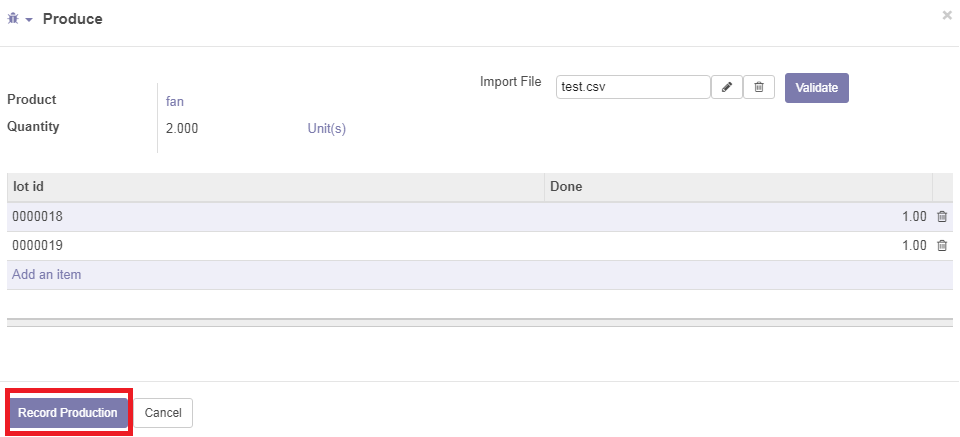 Produce
Import File test.csv Validate
Product fan
Quantity 2.000 Unit(s)
lot id Done
0000018 1.00
0000019 1.00
Add an item
Record Production Cancel